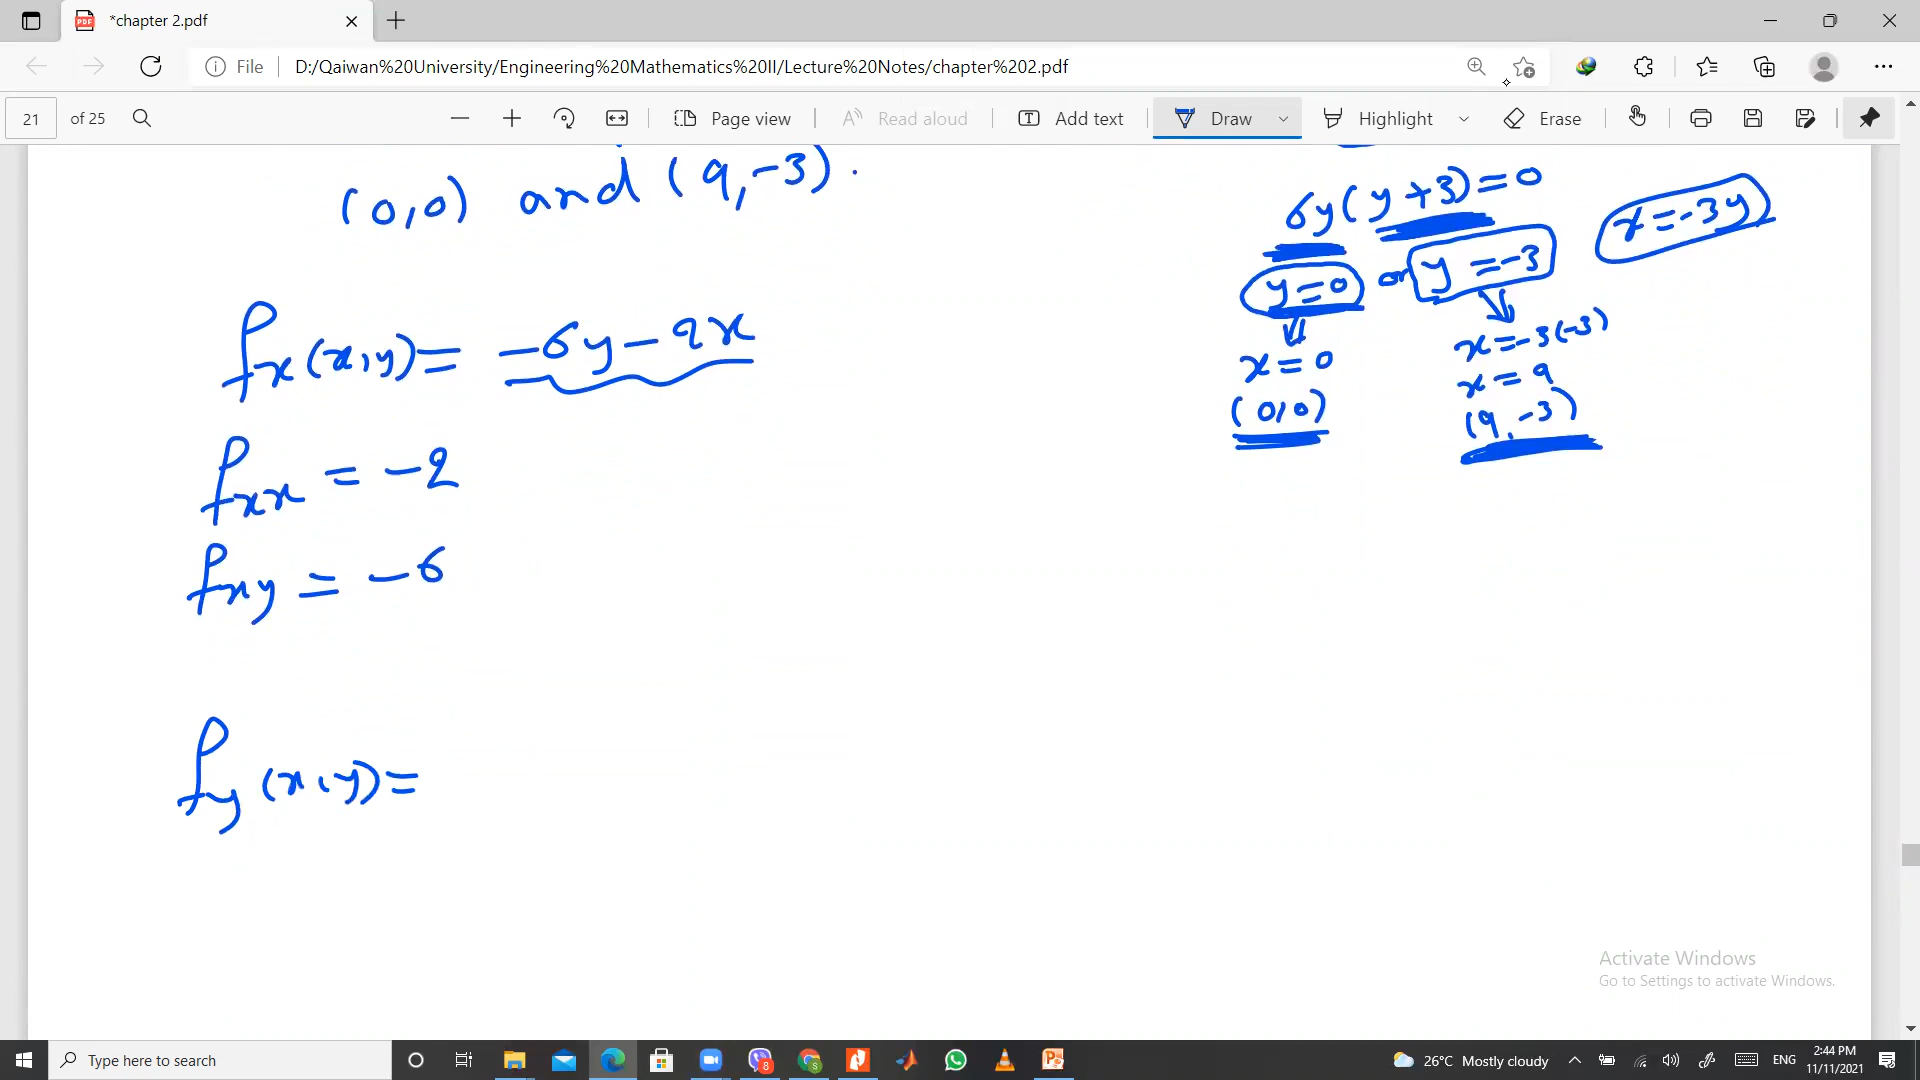 *chapter 2.pdf
File D:/Qaiwan%20University/Engineering%20Mathematics%20II/Lecture%20Notes/chapter%202.pdf
21 of 25 Page view Read aloud Add text Draw Highlight Erase
(0,0) and (9,-3).
fx(x,y)= -6y-2x
fxx = -2
fxy = -6
fy(x,y)=
6y(y+3)=0
x=-3y
y=0 or y=-3
x=0
(0,0)
x=-3(-3)
x=9
(9,-3)
Activate Windows
Go to Settings to activate Windows.
Type here to search
8
26°C Mostly cloudy ENG 2:44 PM
11/11/2021